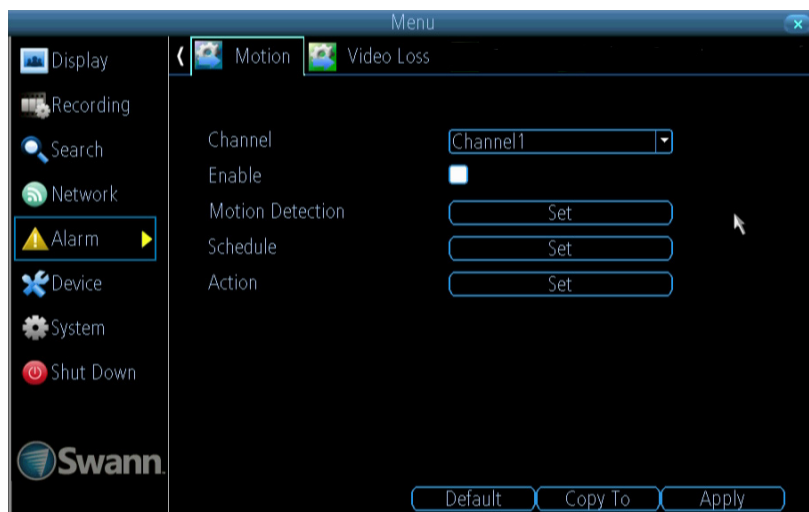 Menu
Display
Motion Video Loss
Recording
Search
Network
Alarm
Device
System
Shut Down
Channel Channel1
Enable
Motion Detection Set
Schedule Set
Action Set
Swann
Default Copy To Apply